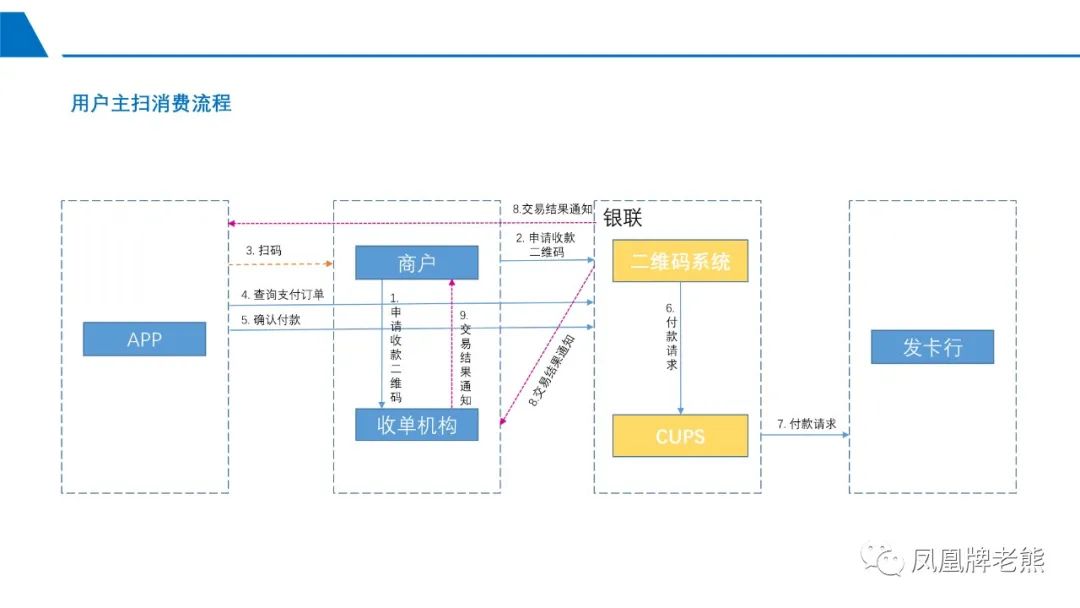 用户主扫消费流程
8.交易结果通知
银联
3. 扫码
商户
2. 申请收款
二维码
二维码系统
4. 查询支付订单
5. 确认付款
APP
1.
申
请
收
款
二
维
码
9.
交
易
结
果
通
知
8.交易结果通知
6.
付
款
请
求
发卡行
收单机构
CUPS
7. 付款请求
凤凰牌老熊